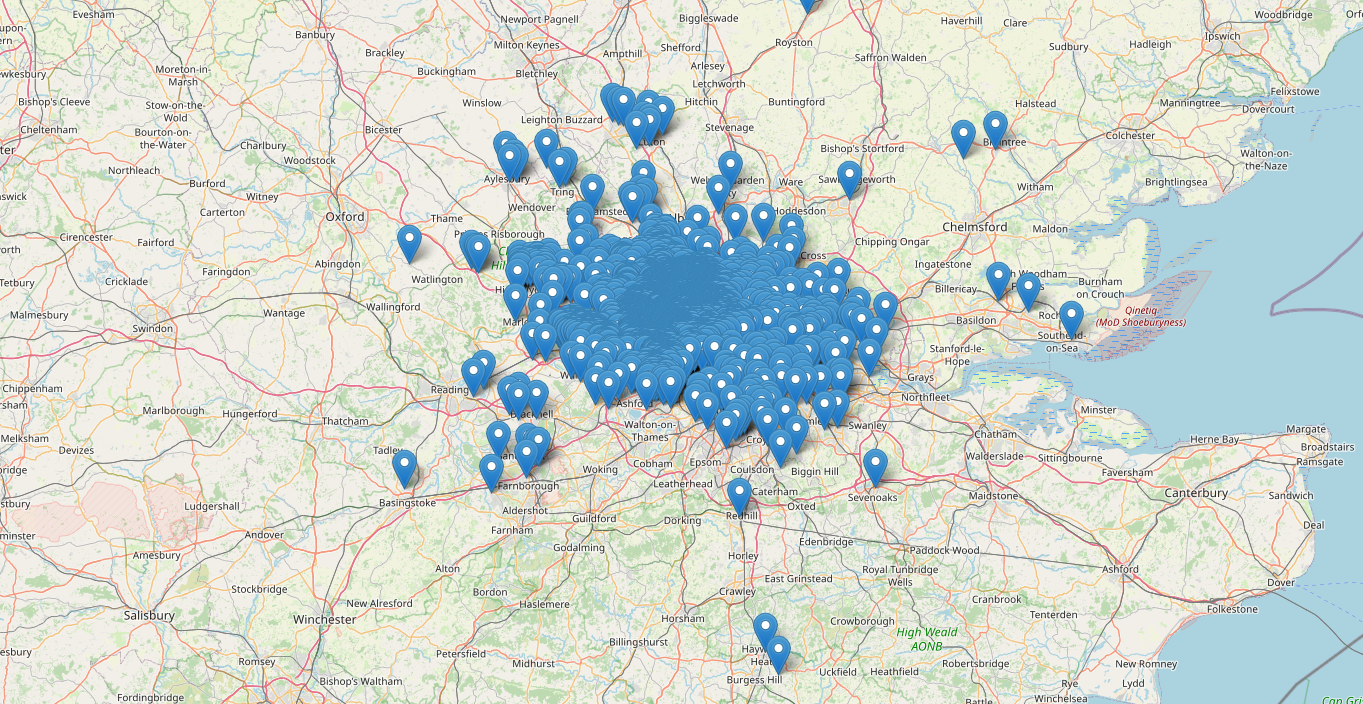 Evesham
Newport Pagnell
Biggleswade
Haverhill
Clare
Woodbridge
Banbury
Brackley
Milton Keynes
Ampthill
Shefford
Royston
Sudbury
Hadleigh
Ipswich
Buckingham
Bletchley
Arlesey
Saffron Walden
Moreton-in-
Marsh
Letchworth
Felixstowe
Bishop's Cleeve
Stow-on-the-
Wold
Winslow
Hitchin
Buntingford
Halstead
Manningtree
Dovercourt
Leighton Buzzard
Cheltenham
Bourton-on-
the-Water
Bicester
Stevenage
Colchester
Charlbury
Bishop's Stortford
Walton-on-
the-Naze
Woodstock
Northleach
Burford
Witney
Tring
Ware
Witham
Brightlingsea
Carterton
Oxford
Thame
Wendover
Hoddesdon
Chelmsford
Maldon
Cirencester
Fairford
Abingdon
Chipping Ongar
Ingatestone
Tetbury
Faringdon
Watlington
Billericay
Burnham
on Crouch
Malmesbury
Wantage
Wallingford
Basildon
Qinetiq
(MoD Shoeburyness)
Swindon
Southend-
on-Sea
Stanford-le-
Hope
Grays
Chippenham
Reading
Northfleet
Marlborough
Hungerford
Thatcham
Bracknell
Ashford
Walton-on-
Thames
Swanley
Minster
Melksham
Devizes
Tadley
Chatham
Herne Bay
Margate
Broadstairs
Ramsgate
Woking
Cobham
Epsom
Coulsdon
Biggin Hill
Walderslade
Sittingbourne
Faversham
Farnborough
Leatherhead
Caterham
Sevenoaks
Maidstone
Canterbury
Sandwich
Basingstoke
Ludgershall
Aldershot
Guildford
Dorking
Redhill
Oxted
Deal
Andover
Farnham
Godalming
Edenbridge
Paddock Wood
Amesbury
Horley
Alton
East Grinstead
Royal Tunbridge
Wells
Ashford
Dover
Stockbridge
Bordon
Crawley
Cranbrook
Folkestone
Salisbury
New Alresford
Haslemere
Winchester
Horsham
Crowborough
Tenterden
High Weald
AONB
Billingshurst
Romsey
Petersfield
Midhurst
Uckfield
Heathfield
Robertsbridge
New Romney
Bishop's Waltham
Burgess Hill
Rye
Lydd
Fordingbridge
Battle
Winchelsea